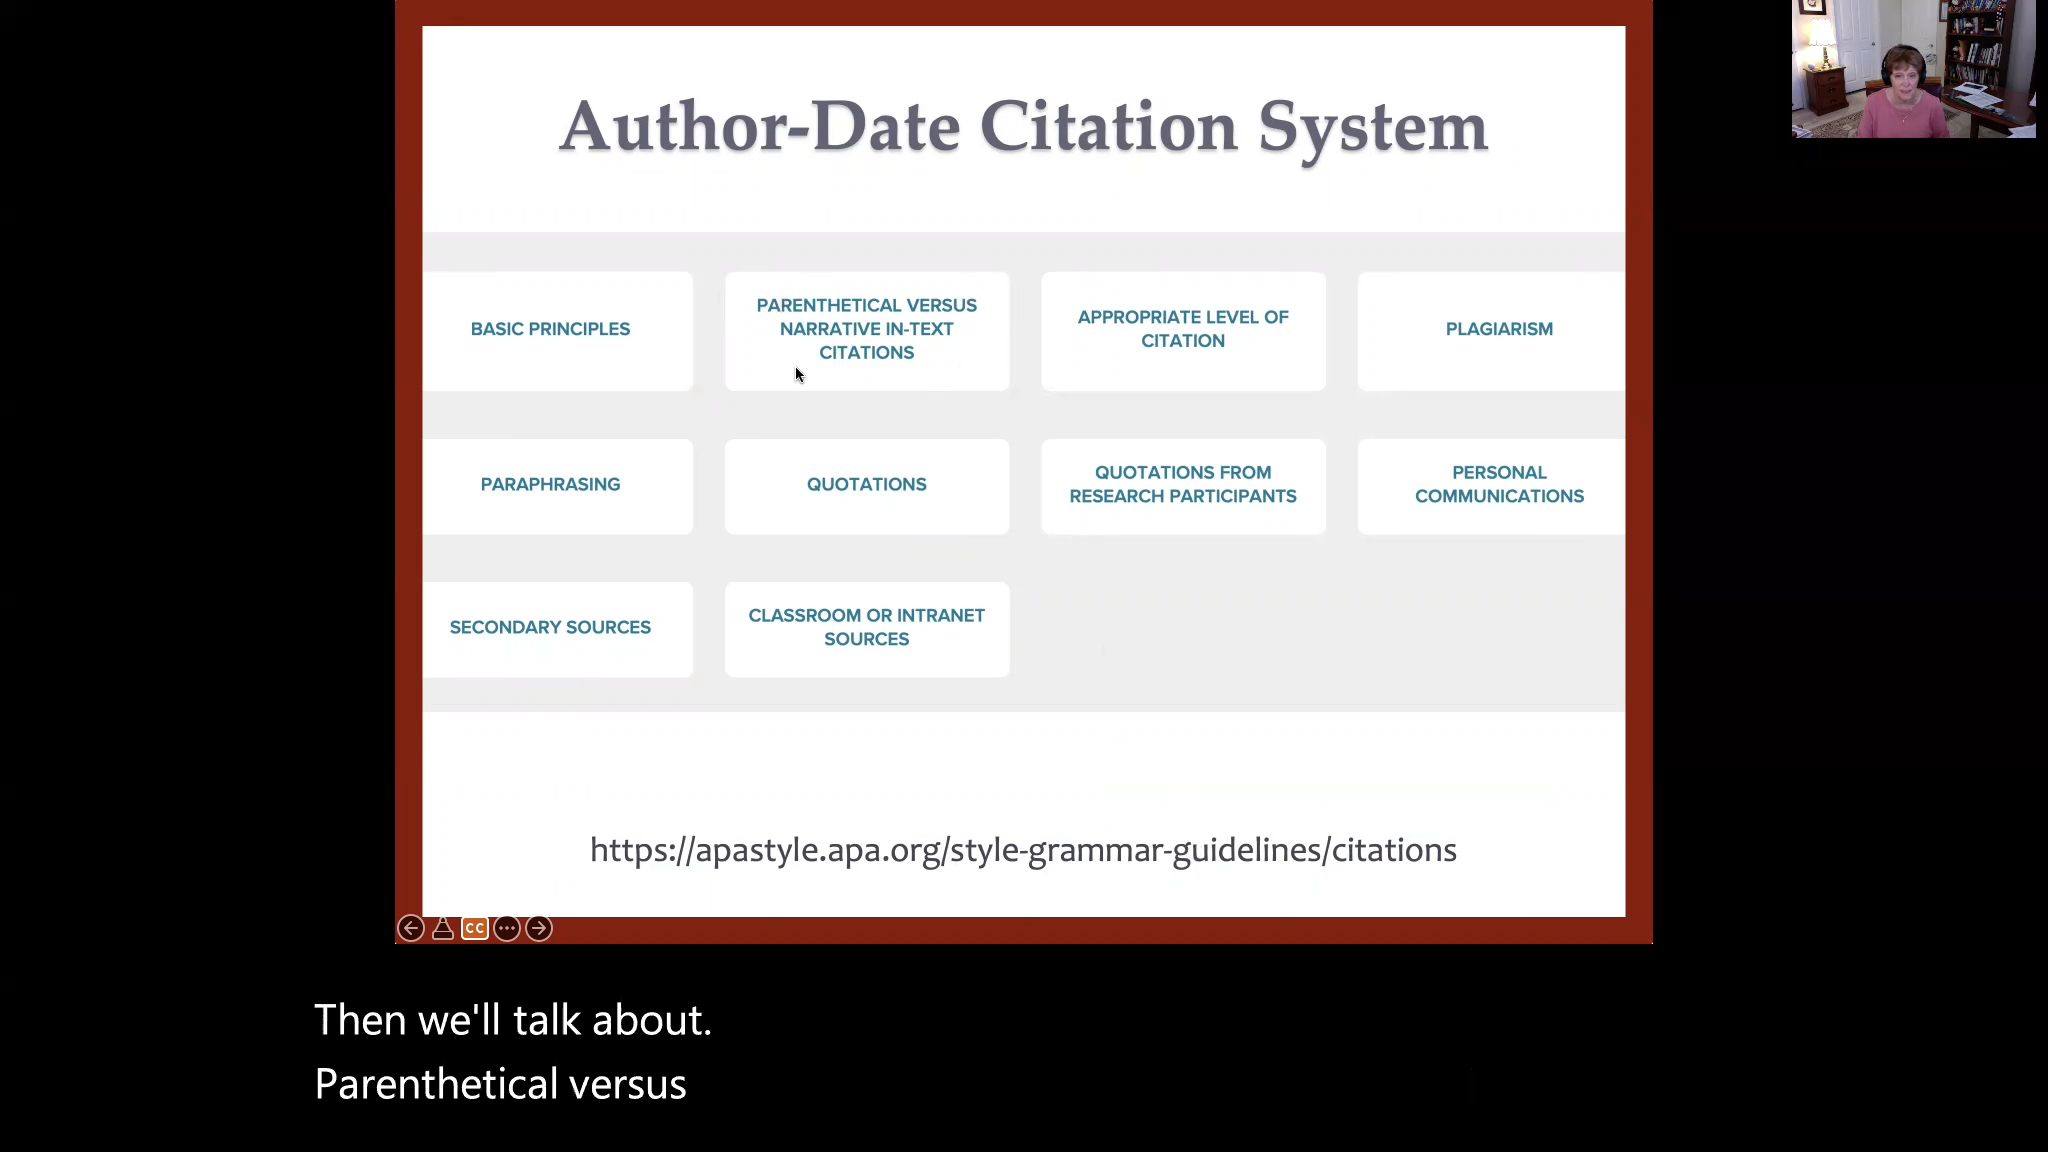 Author-Date Citation System
BASIC PRINCIPLES
PARENTHETICAL VERSUS
NARRATIVE IN-TEXT
CITATIONS
APPROPRIATE LEVEL OF
CITATION
PLAGIARISM
PARAPHRASING
QUOTATIONS
QUOTATIONS FROM
RESEARCH PARTICIPANTS
PERSONAL
COMMUNICATIONS
SECONDARY SOURCES
CLASSROOM OR INTRANET
SOURCES
https://apastyle.apa.org/style-grammar-guidelines/citations
CC
Then we'll talk about.
Parenthetical versus